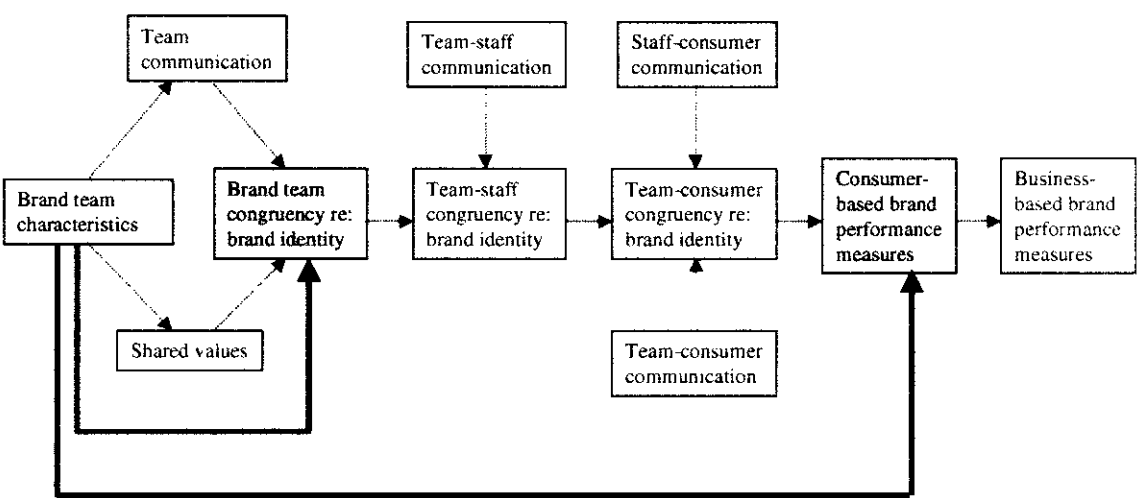 Team
communication
Team-staff
communication
Staff-consumer
communication
Brand team
characteristics
Brand team
congruency re:
brand identity
Team-staff
congruency re:
brand identity
Team-consumer
congruency re:
brand identity
Consumer-
based brand
performance
measures
Business-
based brand
performance
measures
Shared values
Team-consumer
communication